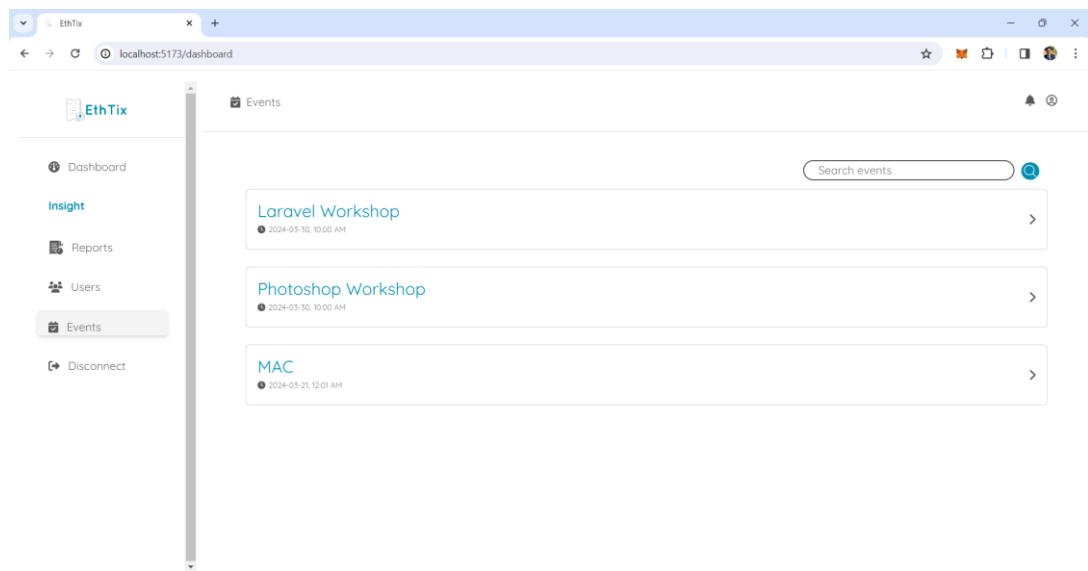 EthTix
localhost:5173/dashboard
EthTix
Events
Dashboard
Insight
Reports
Users
Events
Disconnect
Search events
Laravel Workshop
2024-03-30, 10:00 AM
Photoshop Workshop
2024-03-30, 10:00 AM
MAC
2024-03-21, 12:01 AM